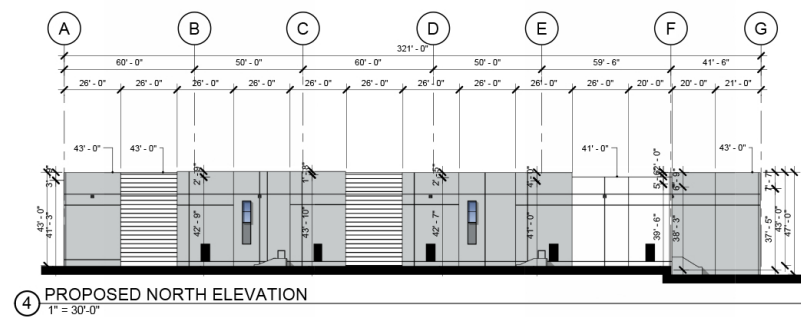 A B C D E F G
321' - 0"
60' - 0" 50' - 0" 60' - 0" 50' - 0" 59' - 6" 41' - 6"
26' - 0" 26' - 0" 26' - 0" 26' - 0" 26' - 0" 26' - 0" 26' - 0" 26' - 0" 26' - 0" 26' - 0" 20' - 0" 20' - 0" 21' - 0"
43' - 0" 43' - 0" 41' - 0" 43' - 0"
43' - 0" 41' - 3" 42' - 9" 43' - 10" 42' - 7" 41' - 0" 39' - 6" 38' - 3" 37' - 5" 43' - 0" 47' - 0"
4 PROPOSED NORTH ELEVATION
1" = 30'-0"